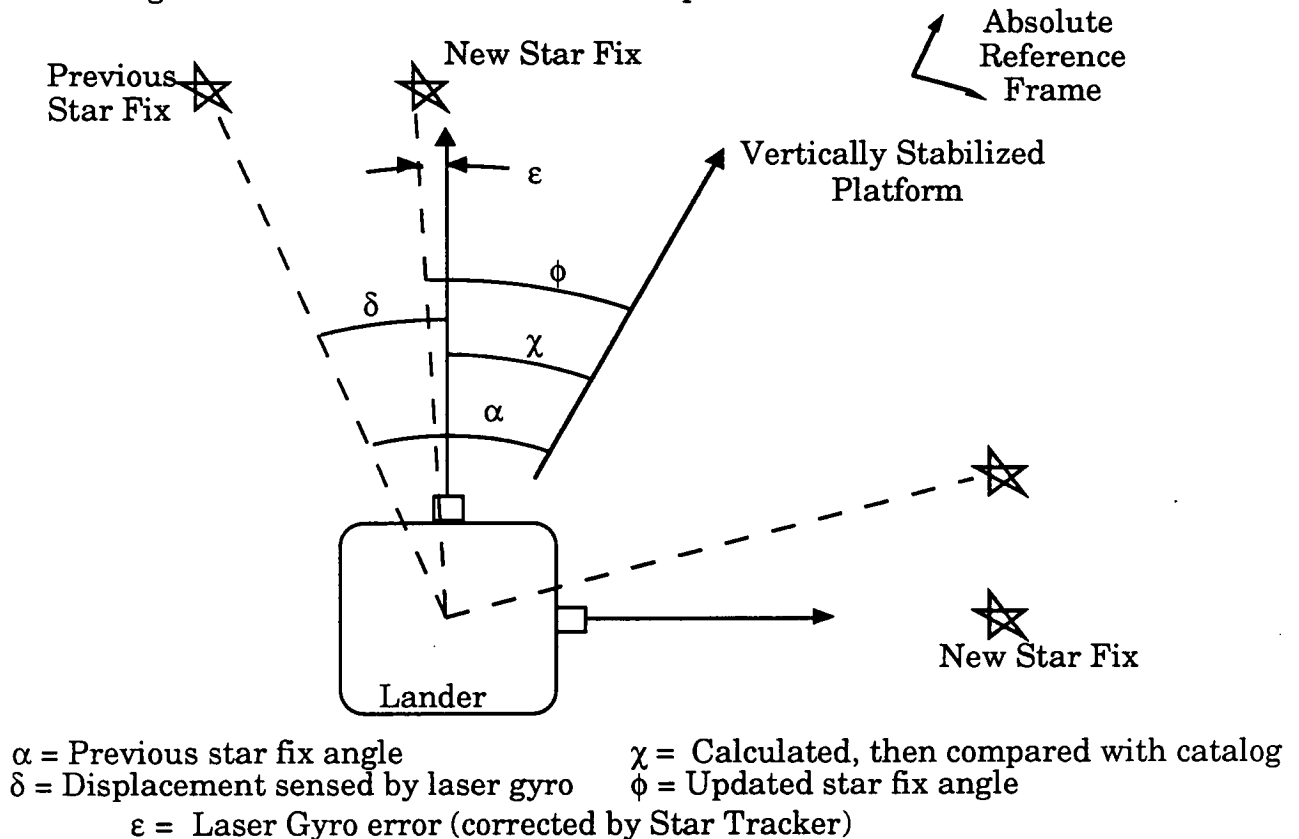 Absolute
Reference
Frame
New Star Fix
Previous
Star Fix
ε
Vertically Stabilized
Platform
ϕ
δ
χ
α
New Star Fix
Lander
α = Previous star fix angle
χ = Calculated, then compared with catalog
δ = Displacement sensed by laser gyro
ϕ = Updated star fix angle
ε = Laser Gyro error (corrected by Star Tracker)